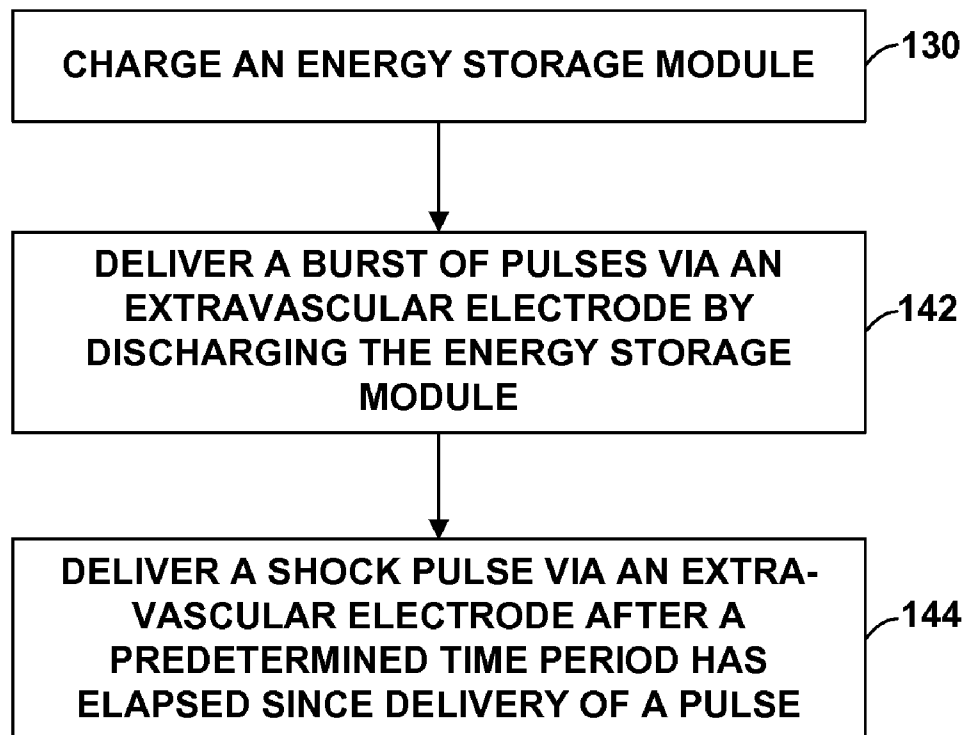 CHARGE AN ENERGY STORAGE MODULE
130
DELIVER A BURST OF PULSES VIA AN
EXTRAVASCULAR ELECTRODE BY
DISCHARGING THE ENERGY STORAGE
MODULE
142
DELIVER A SHOCK PULSE VIA AN EXTRA-
VASCULAR ELECTRODE AFTER A
PREDETERMINED TIME PERIOD HAS
ELAPSED SINCE DELIVERY OF A PULSE
144